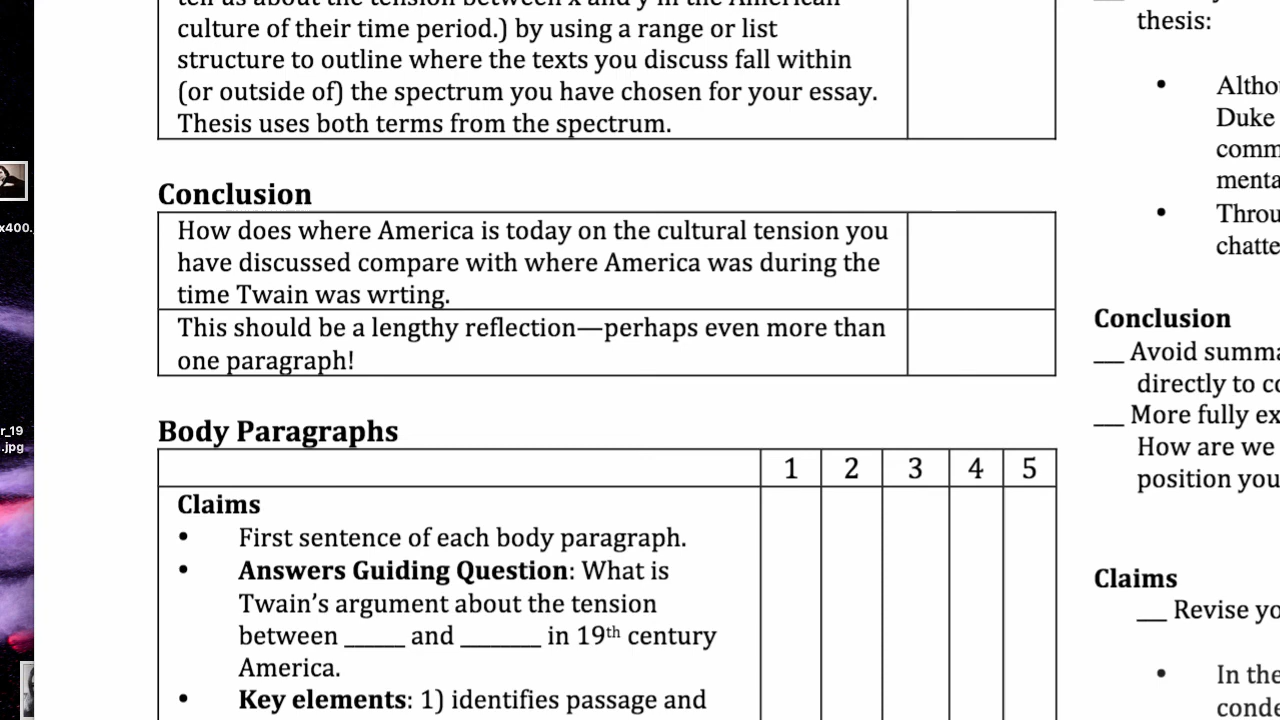 culture of their time period.) by using a range or list
structure to outline where the texts you discuss fall within
(or outside of) the spectrum you have chosen for your essay.
Thesis uses both terms from the spectrum.
Conclusion
How does where America is today on the cultural tension you
have discussed compare with where America was during the
time Twain was wrting.
This should be a lengthy reflection—perhaps even more than
one paragraph!
Body Paragraphs
1 2 3 4 5
Claims
• First sentence of each body paragraph.
• Answers Guiding Question: What is
Twain's argument about the tension
between _____ and _______ in 19th century
America.
• Key elements: 1) identifies passage and
thesis:
•
Duke
•
Conclusion
___ Avoid
directly to
___ More fully
How are we
position
Claims
___ Revise
• In the
x400.
r_19
.jpg